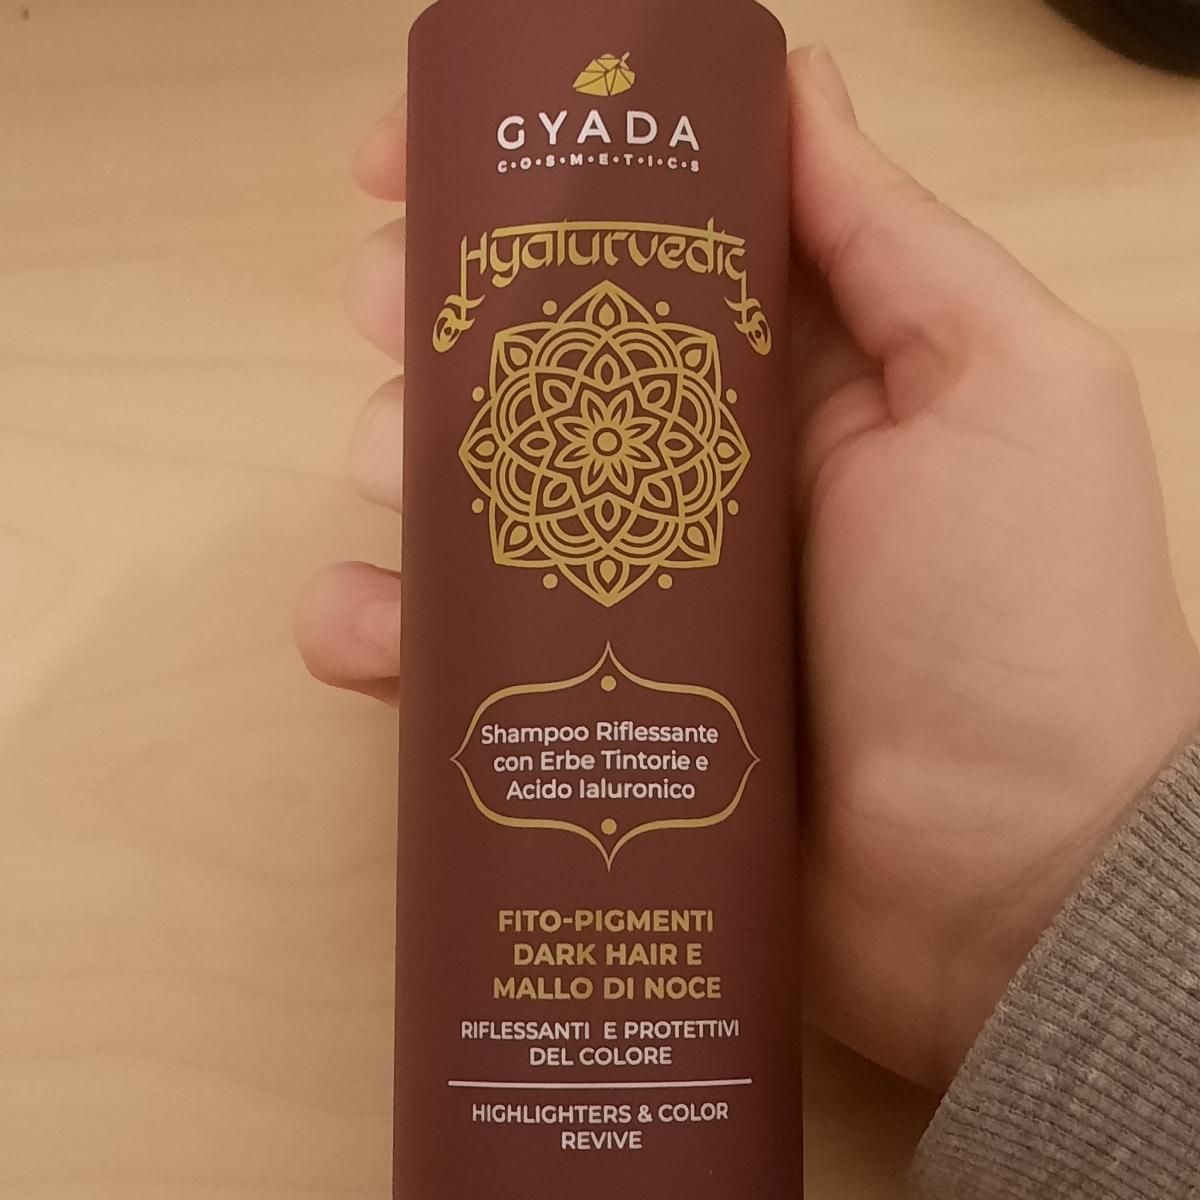 GYADA
C•O•S•M•E•T•I•C•S
Hyalurvedic
Shampoo Riflessante
con Erbe Tintorie e
Acido Ialuronico
FITO-PIGMENTI
DARK HAIR E
MALLO DI NOCE
RIFLESSANTI E PROTETTIVI
DEL COLORE
HIGHLIGHTERS & COLOR
REVIVE